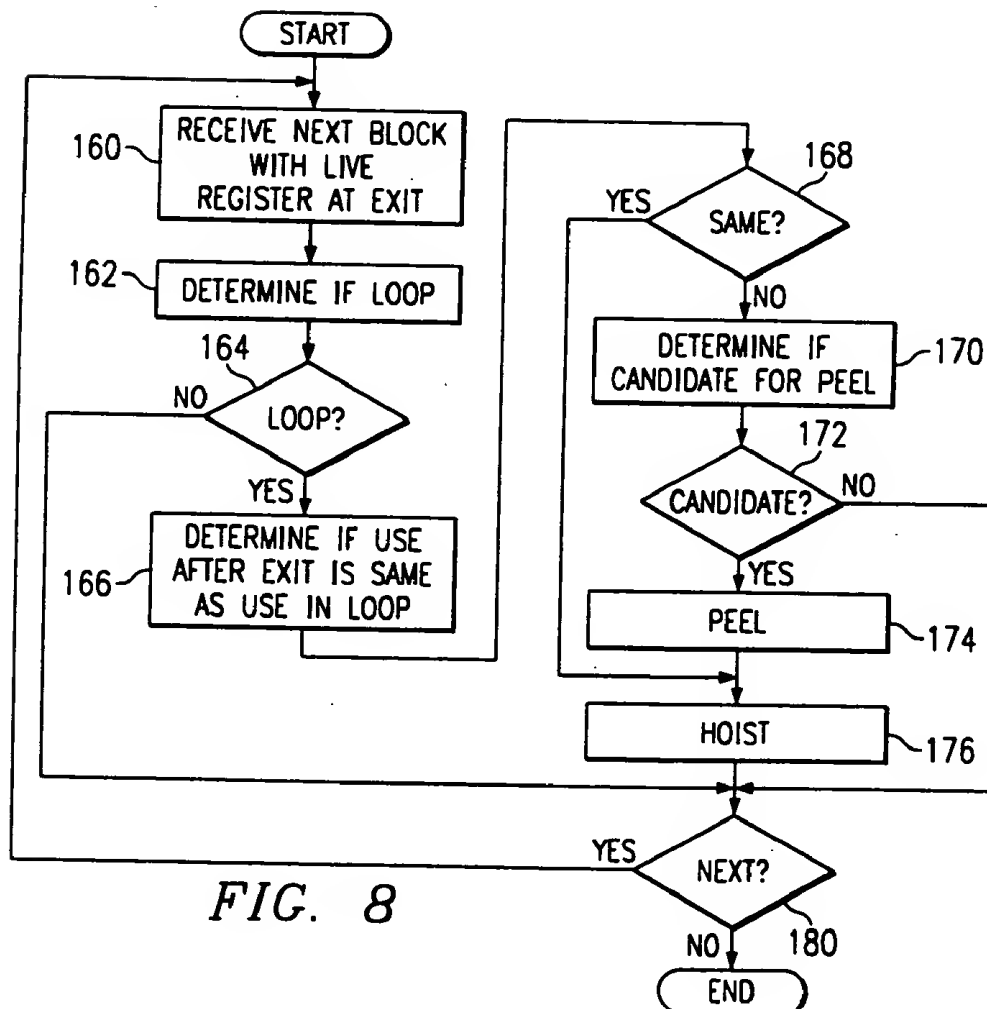 START
160
RECEIVE NEXT BLOCK
WITH LIVE
REGISTER AT EXIT
162
DETERMINE IF LOOP
164
NO
LOOP?
YES
166
DETERMINE IF USE
AFTER EXIT IS SAME
AS USE IN LOOP
168
YES
SAME?
NO
DETERMINE IF
CANDIDATE FOR PEEL
170
172
CANDIDATE?
NO
YES
PEEL
174
HOIST
176
YES
NEXT?
180
NO
END
FIG. 8